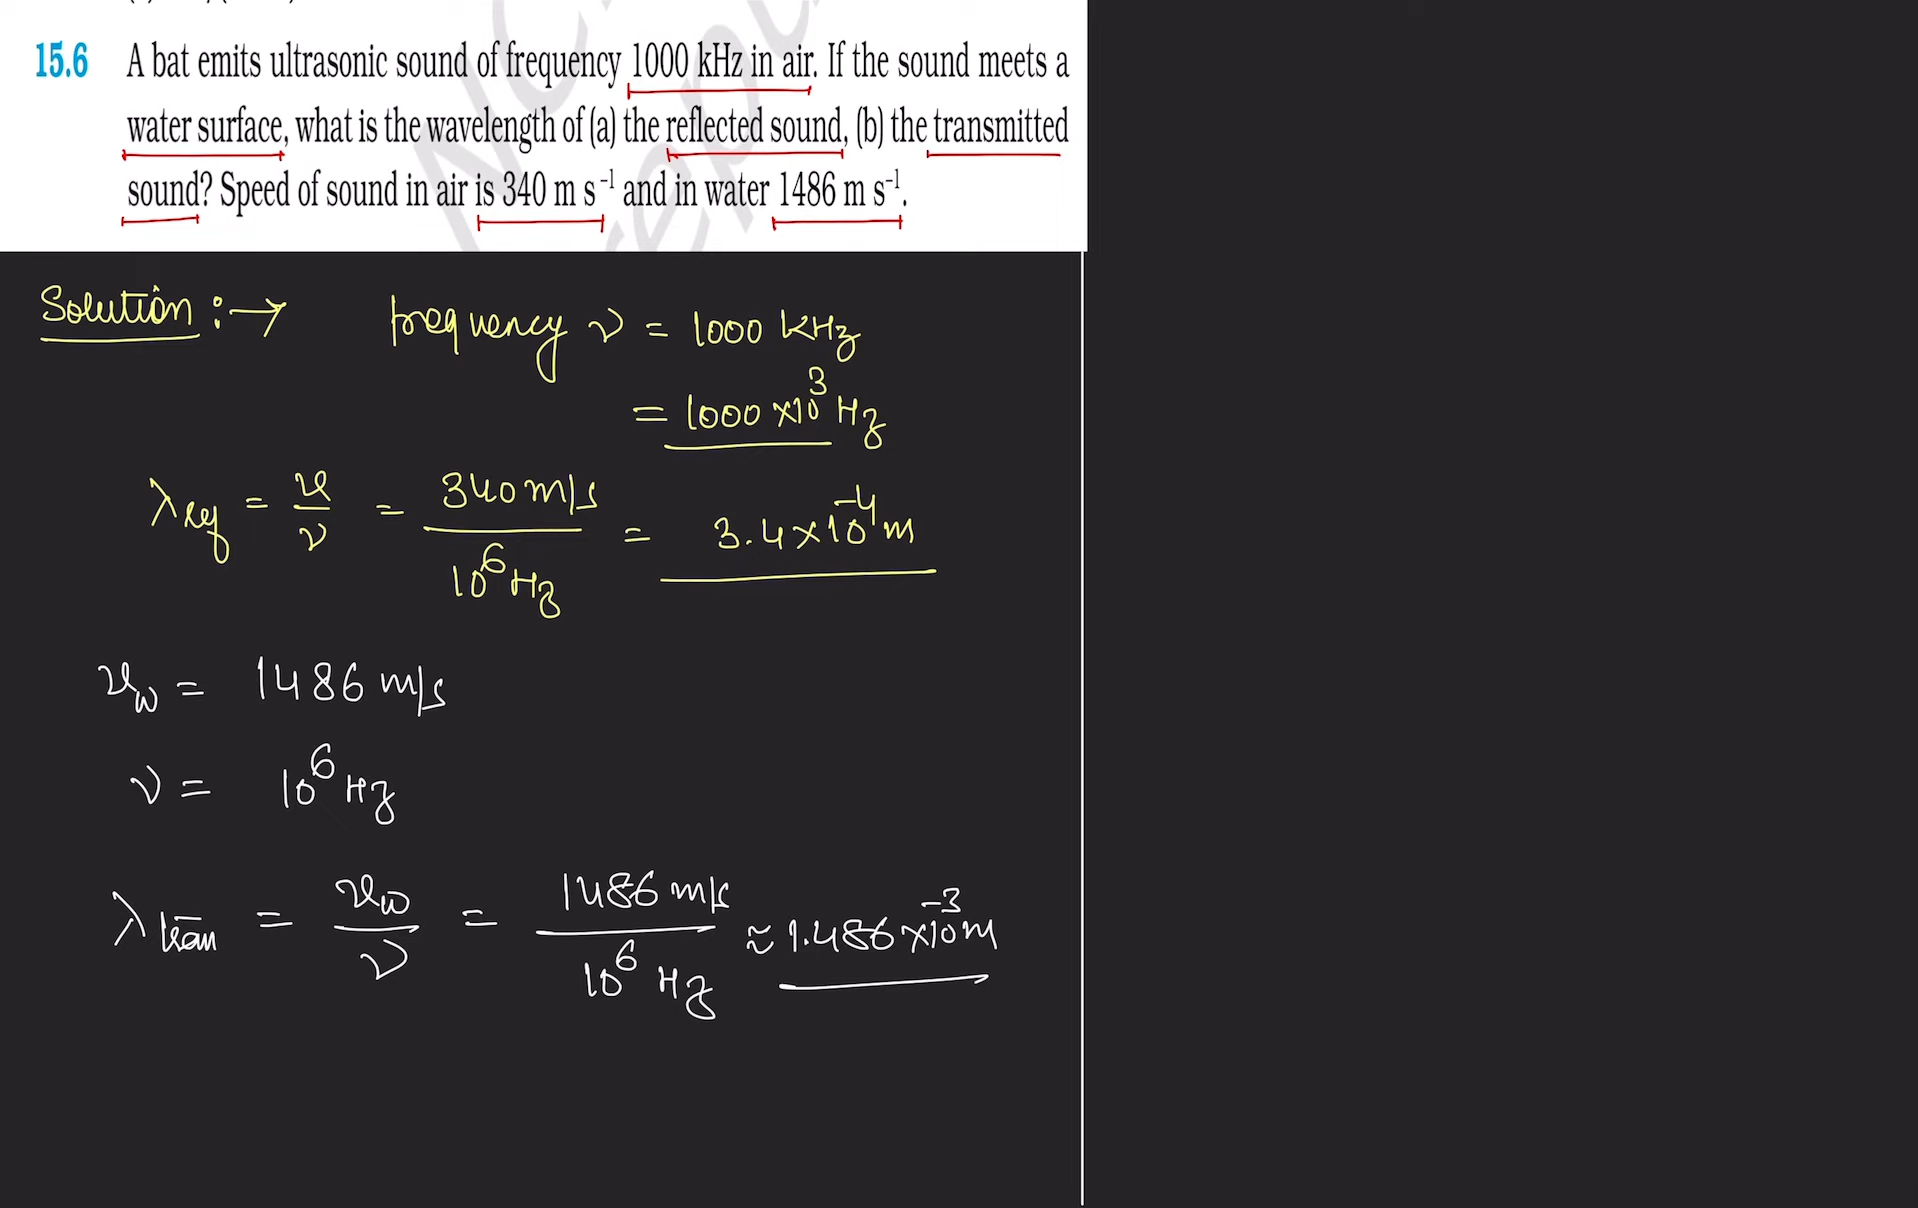 15.6 A bat emits ultrasonic sound of frequency 1000 kHz in air. If the sound meets a
water surface, what is the wavelength of (a) the reflected sound, (b) the transmitted
sound? Speed of sound in air is 340 m s⁻¹ and in water 1486 m s⁻¹.
Solution :→ frequency ν = 1000 kHz
= 1000 ×10³ Hz
λref = v/ν = 340 m/s / 10⁶ Hz = 3.4 × 10⁻⁴ m
vw = 1486 m/s
ν = 10⁶ Hz
λtran = vw/ν = 1486 m/s / 10⁶ Hz ≈ 1.486 ×10⁻³ m